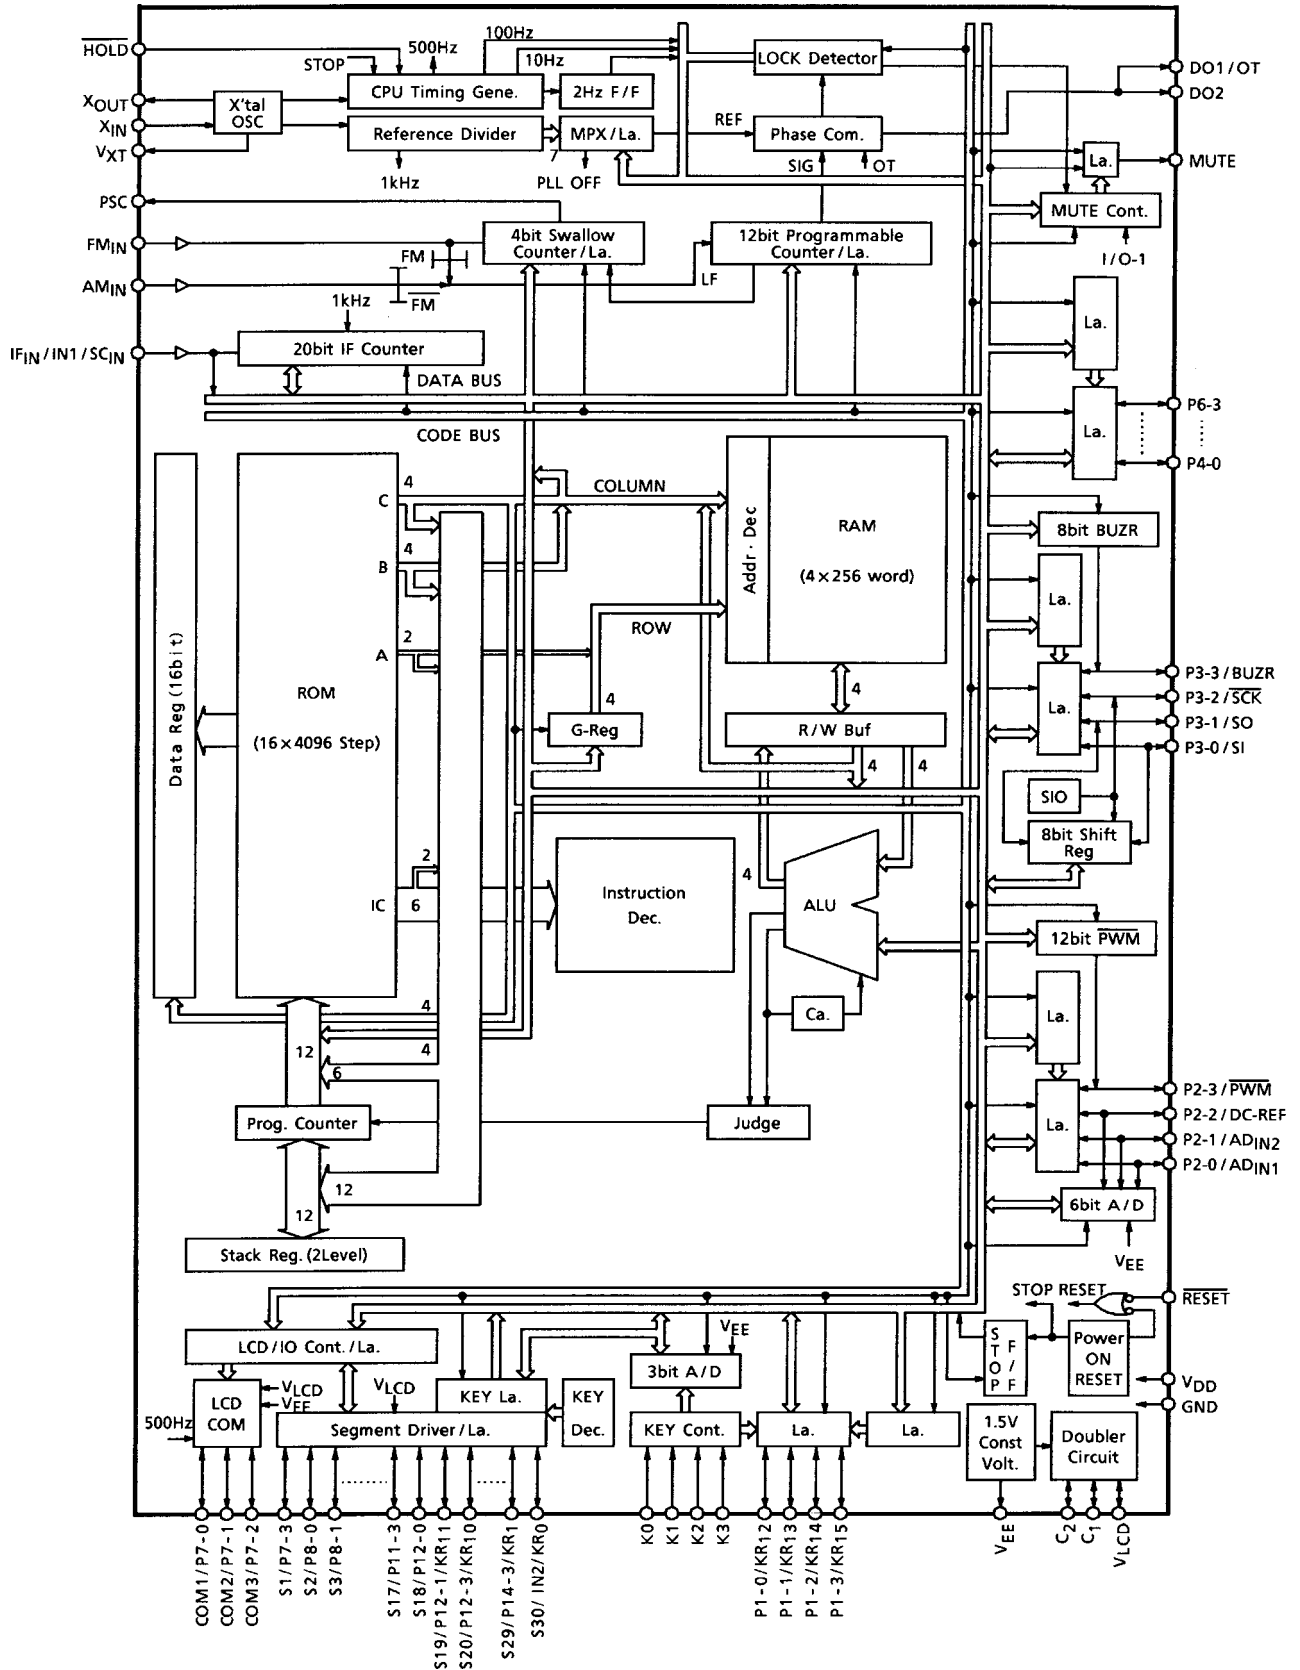 HOLD
STOP
500Hz
100Hz
10Hz
CPU Timing Gene.
2Hz F/F
LOCK Detector
DO1/OT
DO2
XOUT
XIN
VXT
X'tal
OSC
Reference Divider
MPX/La.
REF
Phase Com.
7
1kHz
PLL OFF
SIG
OT
La.
MUTE
MUTE Cont.
I/O-1
PSC
FMIN
AMIN
4bit Swallow
Counter/La.
12bit Programmable
Counter/La.
FM
FM
LF
1kHz
IFIN/IN1/SCIN
20bit IF Counter
DATA BUS
CODE BUS
La.
La.
P6-3
P4-0
Data Reg (16bit)
ROM
(16×4096 Step)
C
4
B
4
A
2
IC
2
6
COLUMN
ROW
4
G-Reg
Addr·Dec
RAM
(4×256 word)
4
R/W Buf
4
4
8bit BUZR
La.
La.
P3-3/BUZR
P3-2/SCK
P3-1/SO
P3-0/SI
SIO
8bit Shift
Reg
Instruction
Dec.
4
ALU
Ca.
12bit PWM
La.
La.
P2-3/PWM
P2-2/DC-REF
P2-1/ADIN2
P2-0/ADIN1
6bit A/D
VEE
4
4
12
6
Prog. Counter
Judge
12
12
Stack Reg. (2Level)
STOP RESET
RESET
STOP
F/F
Power
ON
RESET
VDD
GND
LCD/IO Cont./La.
LCD
COM
VLCD
VEE
500Hz
VLCD
Segment Driver/La.
KEY La.
KEY
Dec.
VEE
3bit A/D
KEY Cont.
La.
La.
1.5V
Const
Volt.
Doubler
Circuit
COM1/P7-0
COM2/P7-1
COM3/P7-2
S1/P7-3
S2/P8-0
S3/P8-1
S17/P11-3
S18/P12-0
S19/P12-1/KR11
S20/P12-3/KR10
S29/P14-3/KR1
S30/IN2/KR0
K0
K1
K2
K3
P1-0/KR12
P1-1/KR13
P1-2/KR14
P1-3/KR15
VEE
C2
C1
VLCD